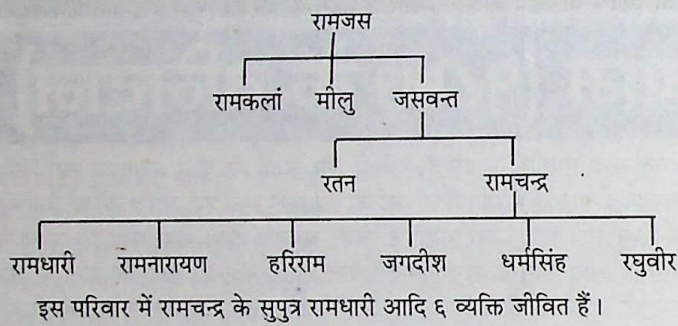 रामजस
रामकलां मीलु जसवन्त
रतन रामचन्द्र
रामधारी रामनारायण हरिराम जगदीश धर्मसिंह रघुवीर
इस परिवार में रामचन्द्र के सुपुत्र रामधारी आदि ६ व्यक्ति जीवित हैं।